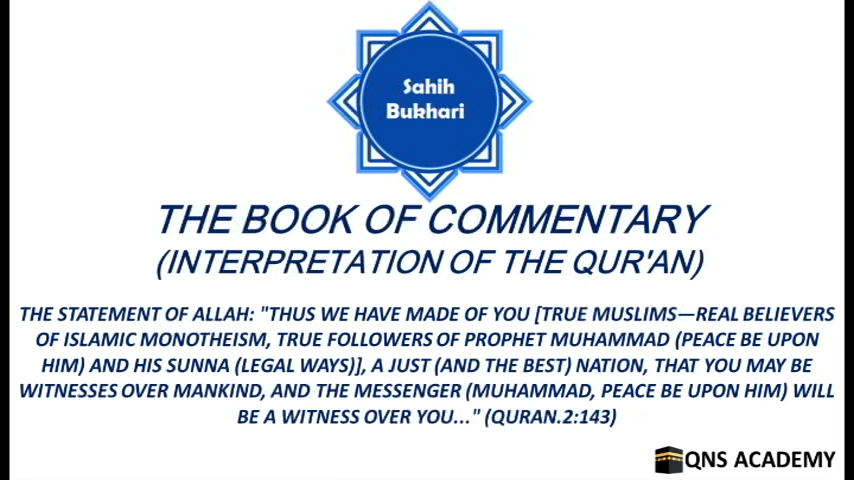 Sahih
Bukhari
THE BOOK OF COMMENTARY
(INTERPRETATION OF THE QUR'AN)
THE STATEMENT OF ALLAH: "THUS WE HAVE MADE OF YOU [TRUE MUSLIMS—REAL BELIEVERS
OF ISLAMIC MONOTHEISM, TRUE FOLLOWERS OF PROPHET MUHAMMAD (PEACE BE UPON
HIM) AND HIS SUNNA (LEGAL WAYS)], A JUST (AND THE BEST) NATION, THAT YOU MAY BE
WITNESSES OVER MANKIND, AND THE MESSENGER (MUHAMMAD, PEACE BE UPON HIM) WILL
BE A WITNESS OVER YOU..." (QURAN.2:143)
QNS ACADEMY